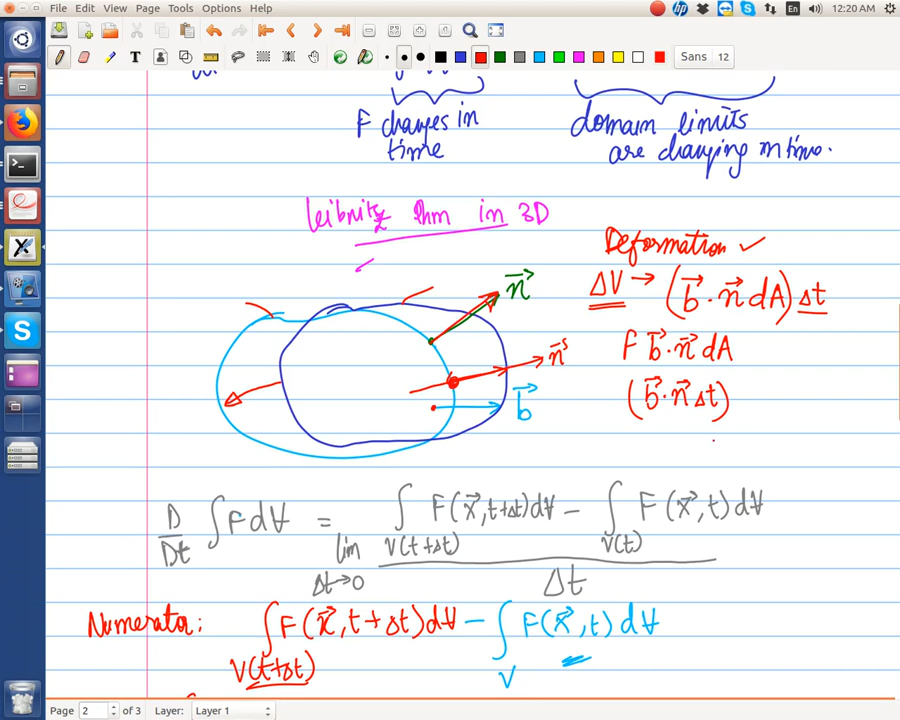 File Edit View Page Tools Options Help
En
12:20 AM
Sans 12
F changes in
time
domain limits
are changing in time.
Leibnitz thm in 3D
Deformation ✓
ΔV → (b⃗ · n⃗ dA) Δt
F b⃗ · n⃗ dA
(b⃗ · n⃗ Δt)
n⃗
n⃗
b⃗
D/Dt ∫ F dV = lim Δt→0 [∫V(t+Δt) F(x⃗, t+Δt) dV − ∫V(t) F(x⃗, t) dV] / Δt
Numerator: ∫V(t+Δt) F(x⃗, t+Δt) dV − ∫V F(x⃗, t) dV
Page 2 of 3 Layer: Layer 1